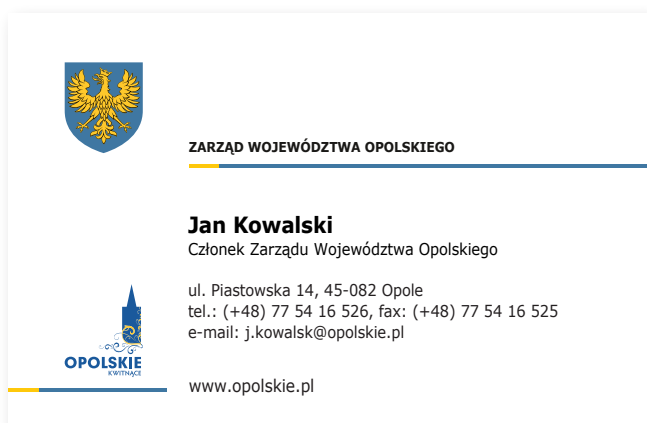 ZARZĄD WOJEWÓDZTWA OPOLSKIEGO
Jan Kowalski
Członek Zarządu Województwa Opolskiego
ul. Piastowska 14, 45-082 Opole
tel.: (+48) 77 54 16 526, fax: (+48) 77 54 16 525
e-mail: j.kowalsk@opolskie.pl
OPOLSKIE
KWITNĄCE
www.opolskie.pl